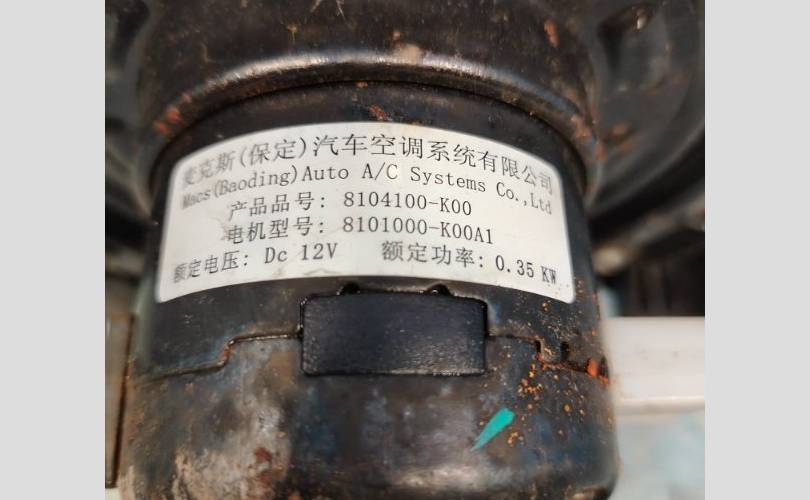 麦克斯(保定)汽车空调系统有限公司
Macs(Baoding)Auto A/C Systems Co.,Ltd
产品品号: 8104100-K00
电机型号: 8101000-K00A1
额定电压: Dc 12V 额定功率: 0.35 KW